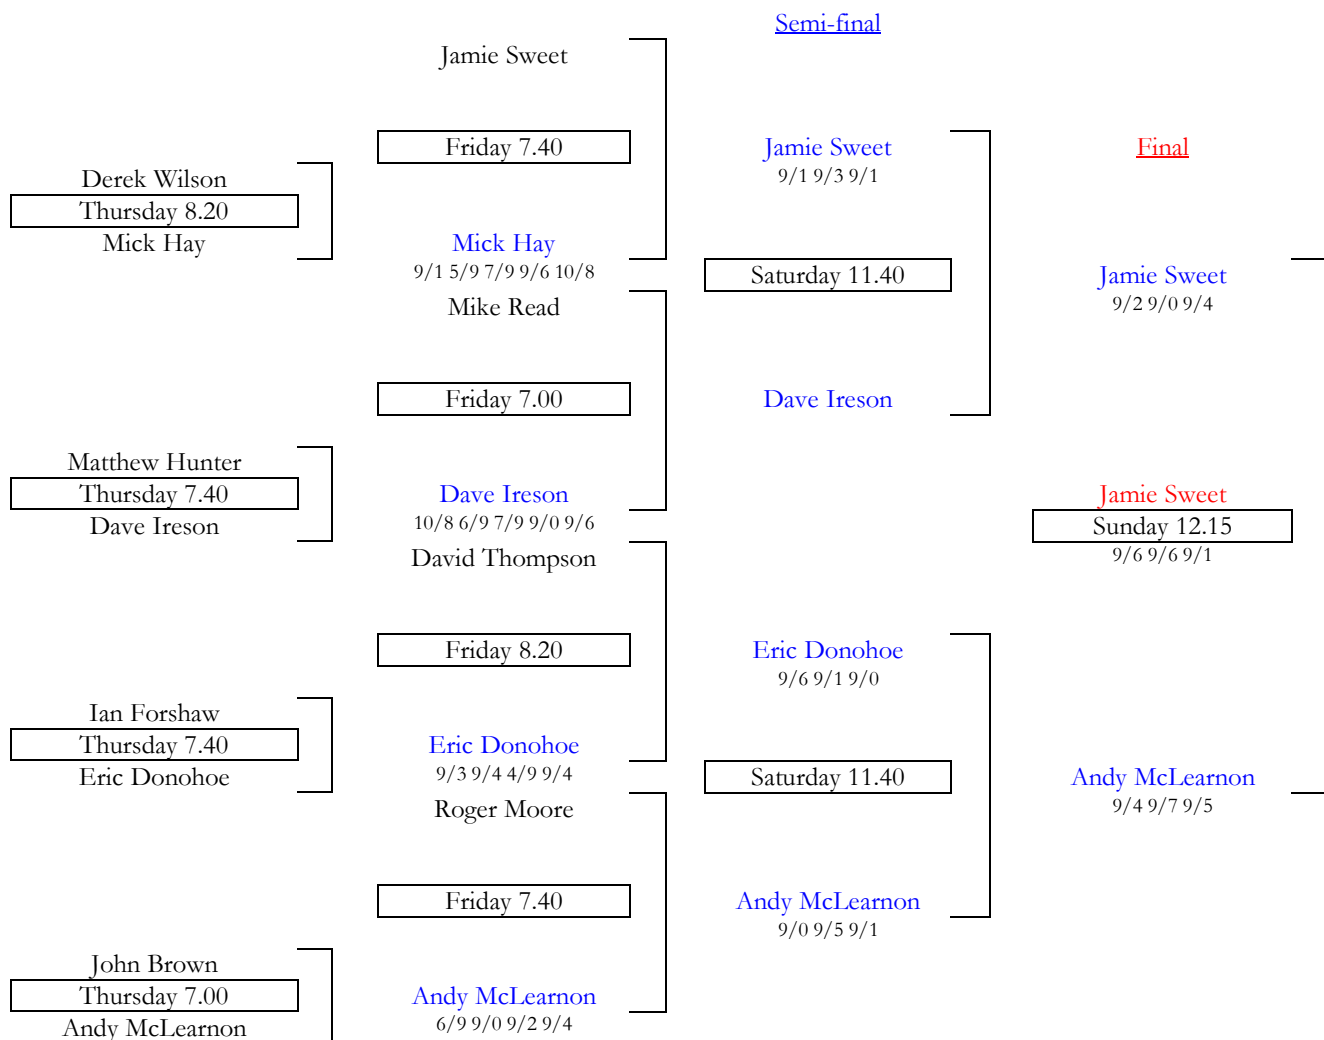 Semi-final
Jamie Sweet
Friday 7.40
Jamie Sweet
Final
9/1 9/3 9/1
Derek Wilson
Thursday 8.20
Mick Hay
Mick Hay
9/1 5/9 7/9 9/6 10/8
Saturday 11.40
Jamie Sweet
9/2 9/0 9/4
Mike Read
Friday 7.00
Dave Ireson
Matthew Hunter
Thursday 7.40
Dave Ireson
Dave Ireson
10/8 6/9 7/9 9/0 9/6
Jamie Sweet
Sunday 12.15
9/6 9/6 9/1
David Thompson
Friday 8.20
Eric Donohoe
9/6 9/1 9/0
Ian Forshaw
Thursday 7.40
Eric Donohoe
Eric Donohoe
9/3 9/4 4/9 9/4
Saturday 11.40
Andy McLearnon
9/4 9/7 9/5
Roger Moore
Friday 7.40
Andy McLearnon
9/0 9/5 9/1
John Brown
Thursday 7.00
Andy McLearnon
Andy McLearnon
6/9 9/0 9/2 9/4